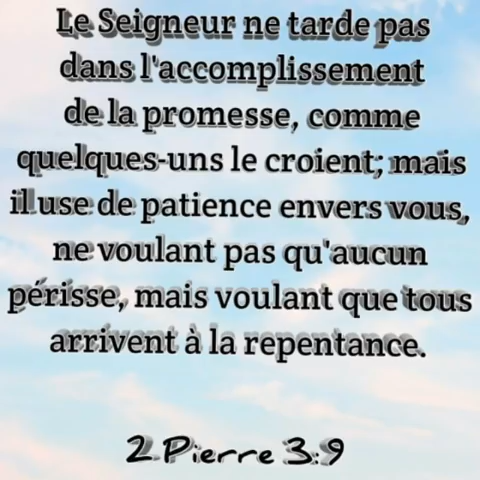 Le Seigneur ne tarde pas
dans l'accomplissement
de la promesse, comme
quelques-uns le croient; mais
il use de patience envers vous,
ne voulant pas qu'aucun
périsse, mais voulant que tous
arrivent à la repentance.
2 Pierre 3:9